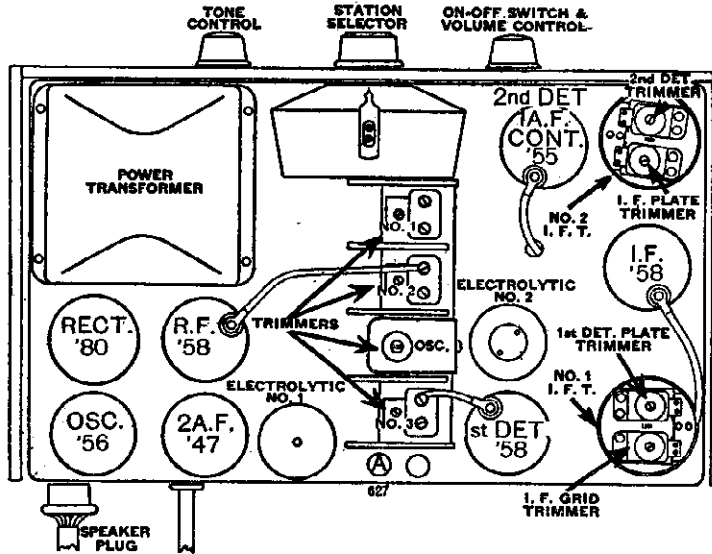 TONE
CONTROL
STATION
SELECTOR
ON-OFF SWITCH &
VOLUME CONTROL
2nd DET.
TRIMMER
2nd DET
1A.F.
CONT.
'55
POWER
TRANSFORMER
I. F. PLATE
TRIMMER
NO. 2
I. F. T.
NO. 1
I.F.
'58
NO. 2
ELECTROLYTIC
NO. 2
RECT.
'80
R.F.
'58
TRIMMERS
OSC.
1st DET. PLATE
TRIMMER
NO. 1
I. F. T.
ELECTROLYTIC
NO. 1
OSC.
'56
2A.F.
'47
NO. 3
st DET
'58
A
627
I. F. GRID
TRIMMER
SPEAKER
PLUG